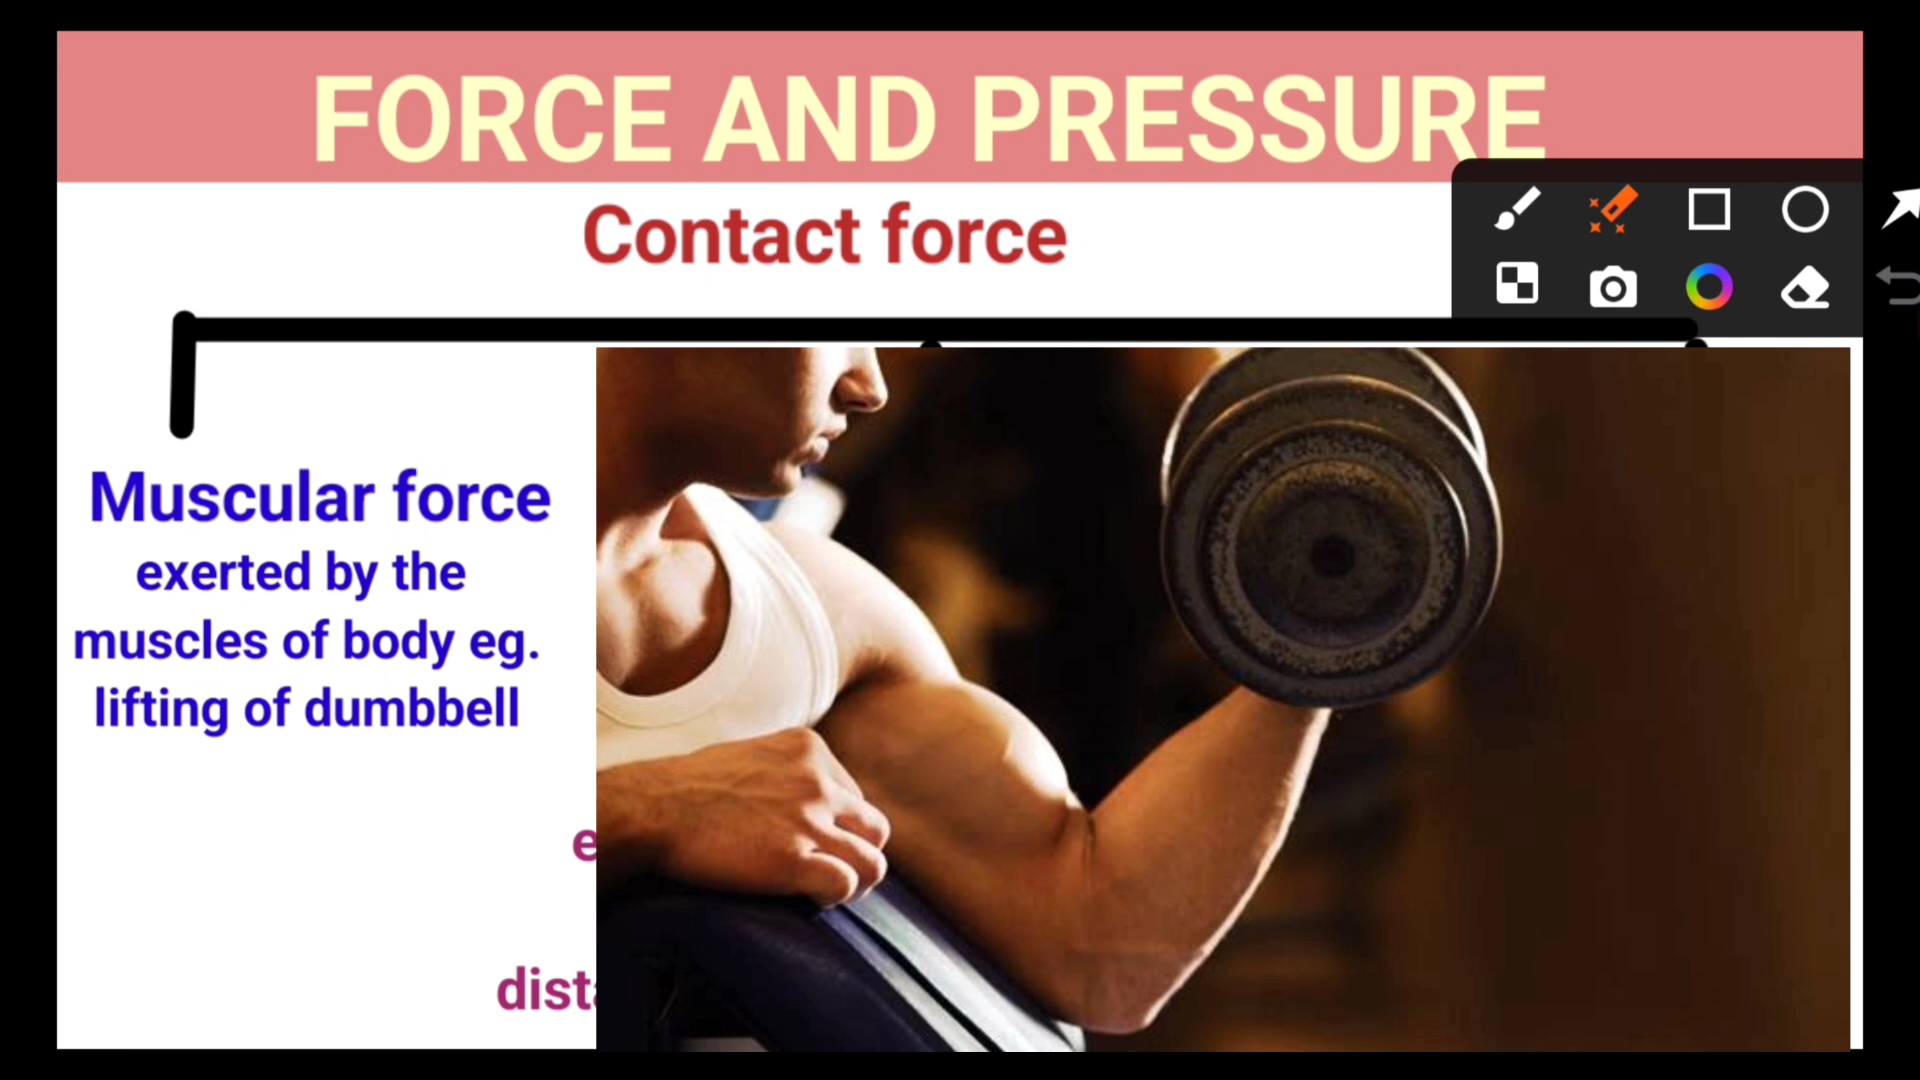 FORCE AND PRESSURE
Contact force
Muscular force
exerted by the
muscles of body eg.
lifting of dumbbell